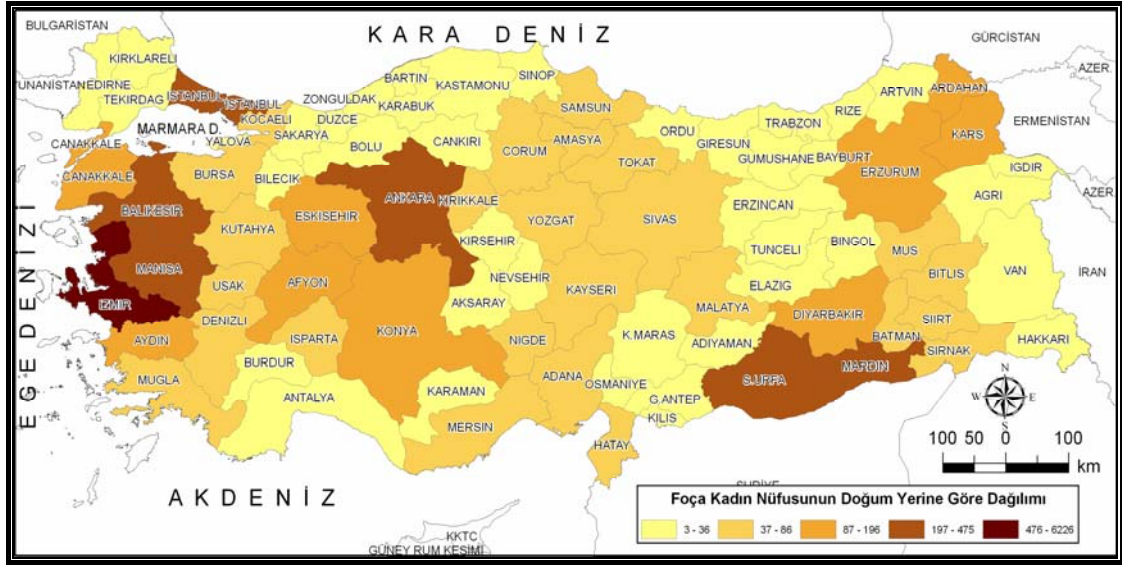 BULGARİSTAN
KARA DENİZ
GÜRCİSTAN
KIRKLARELİ
YUNANİSTAN
EDIRNE
TEKIRDAG
ISTANBUL
ISTANBUL
KOCAELI
MARMARA D.
YALOVA
SAKARYA
ZONGULDAK
DUZCE
BARTIN
KARABUK
KASTAMONU
SINOP
SAMSUN
BOLU
CANKIRI
CORUM
AMASYA
TOKAT
ORDU
GIRESUN
TRABZON
GUMUSHANE
BAYBURT
RIZE
ARTVIN
ARDAHAN
KARS
AZER.
ERMENİSTAN
IGDIR
AZER.
AGRI
ERZURUM
CANAKKALE
CANAKKALE
BURSA
BILECIK
BALIKESIR
KUTAHYA
ESKISEHIR
ANKARA
KIRIKKALE
YOZGAT
SIVAS
ERZINCAN
TUNCELI
BINGOL
MUS
BITLIS
VAN
İRAN
KIRSEHIR
NEVSEHIR
AKSARAY
KAYSERI
MALATYA
ELAZIG
DIYARBAKIR
BATMAN
SIIRT
SIRNAK
HAKKARI
MANISA
USAK
AFYON
IZMIR
AYDIN
DENIZLI
ISPARTA
KONYA
NIGDE
K.MARAS
ADIYAMAN
S.URFA
MARDIN
MUGLA
BURDUR
ANTALYA
KARAMAN
MERSIN
ADANA
OSMANIYE
G.ANTEP
KILIS
HATAY
EGE DENİZİ
AKDENİZ
KKTC
GÜNEY RUM KESİMİ
SURİYE
N
W
E
S
100 50 0 100
km
Foça Kadın Nüfusunun Doğum Yerine Göre Dağılımı
3 - 36
37 - 86
87 - 196
197 - 475
476 - 6226